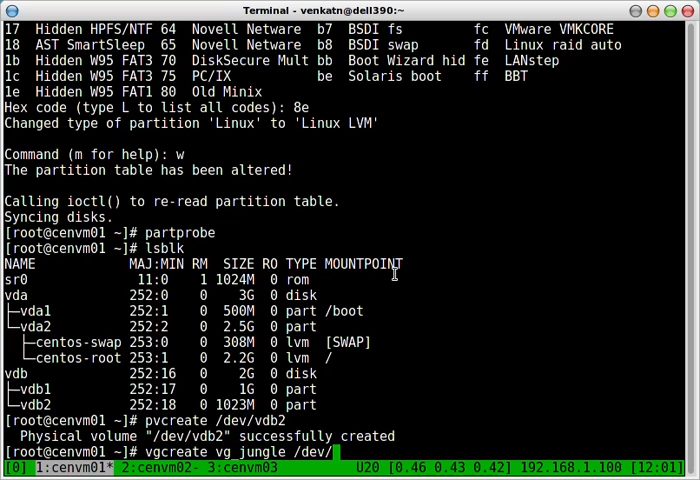 Terminal - venkatn@dell390:~
17  Hidden HPFS/NTF 64  Novell Netware  b7  BSDI fs         fc  VMware VMKCORE
18  AST SmartSleep  65  Novell Netware  b8  BSDI swap       fd  Linux raid auto
1b  Hidden W95 FAT3 70  DiskSecure Mult bb  Boot Wizard hid fe  LANstep
1c  Hidden W95 FAT3 75  PC/IX           be  Solaris boot    ff  BBT
1e  Hidden W95 FAT1 80  Old Minix
Hex code (type L to list all codes): 8e
Changed type of partition 'Linux' to 'Linux LVM'
Command (m for help): w
The partition table has been altered!
Calling ioctl() to re-read partition table.
Syncing disks.
[root@cenvm01 ~]# partprobe
[root@cenvm01 ~]# lsblk
NAME            MAJ:MIN RM  SIZE RO TYPE MOUNTPOINT
sr0              11:0    1 1024M  0 rom
vda             252:0    0    3G  0 disk
├─vda1          252:1    0  500M  0 part /boot
└─vda2          252:2    0  2.5G  0 part
  ├─centos-swap 253:0    0  308M  0 lvm  [SWAP]
  └─centos-root 253:1    0  2.2G  0 lvm  /
vdb             252:16   0    2G  0 disk
├─vdb1          252:17   0    1G  0 part
└─vdb2          252:18   0 1023M  0 part
[root@cenvm01 ~]# pvcreate /dev/vdb2
  Physical volume "/dev/vdb2" successfully created
[root@cenvm01 ~]# vgcreate vg_jungle /dev/
[0] 1:cenvm01* 2:cenvm02- 3:cenvm03          U20 [0.46 0.43 0.42] 192.168.1.100 [12:01]